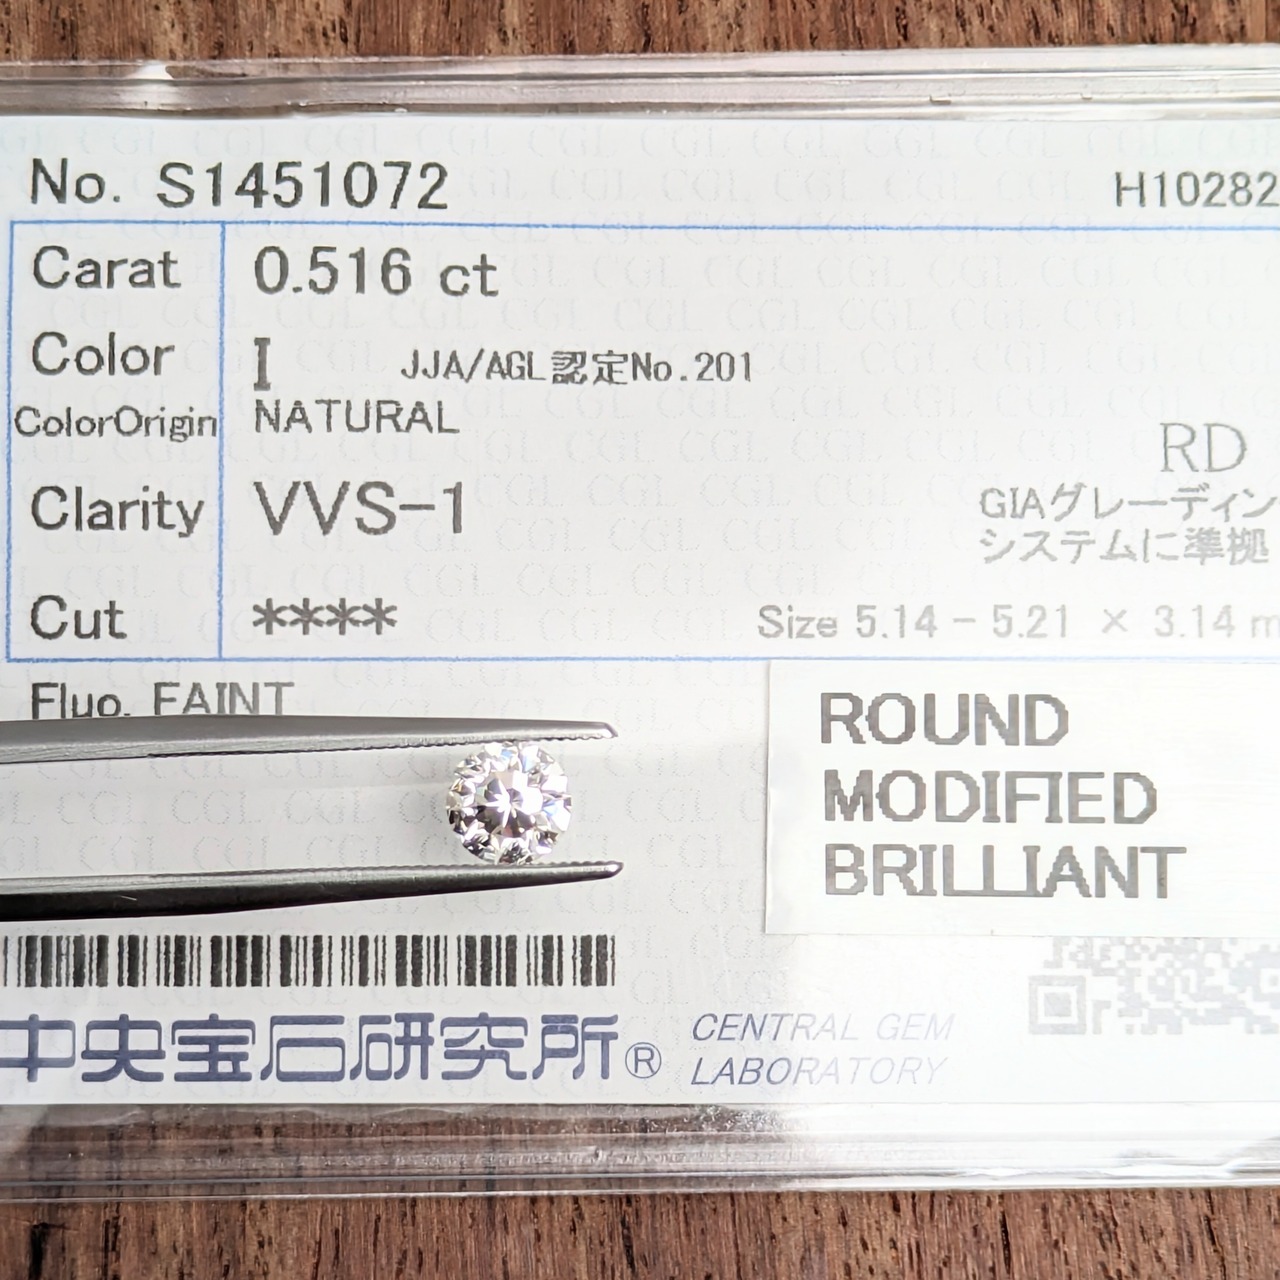 No. S1451072
H10282
Carat 0.516 ct
Color I JJA/AGL認定No.201
ColorOrigin NATURAL
RD
Clarity VVS-1
GIAグレーディン
システムに準拠
Cut ****
Size 5.14 - 5.21 × 3.14 m
Fluo. FAINT
ROUND
MODIFIED
BRILLIANT
中央宝石研究所®
CENTRAL GEM
LABORATORY